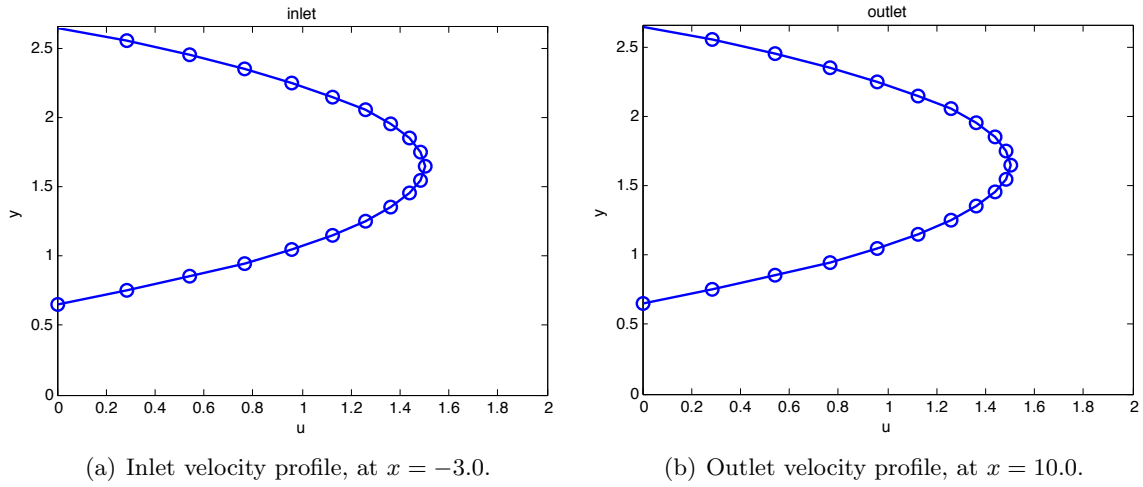 inlet
2.5
2
1.5
1
0.5
0
y
0 0.2 0.4 0.6 0.8 1 1.2 1.4 1.6 1.8 2
u
(a) Inlet velocity profile, at x = −3.0.
outlet
2.5
2
1.5
1
0.5
0
y
0 0.2 0.4 0.6 0.8 1 1.2 1.4 1.6 1.8 2
u
(b) Outlet velocity profile, at x = 10.0.